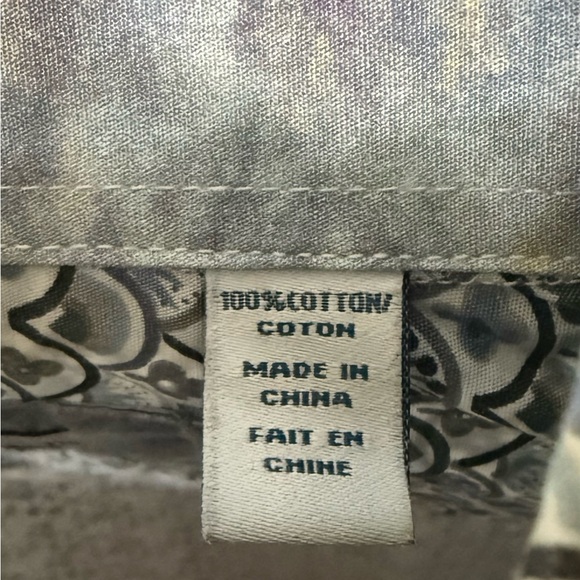 100%COTTON/
COTON
MADE IN
CHINA
FAIT EN
CHINE